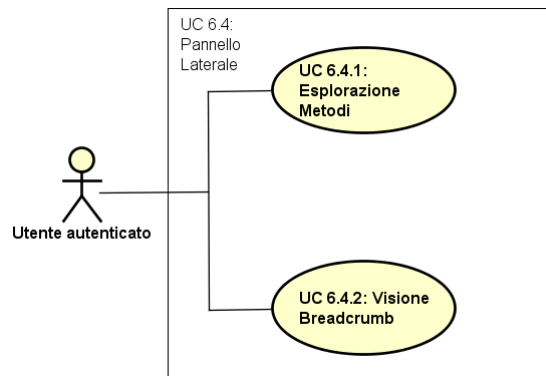 UC 6.4:
Pannello
Laterale
UC 6.4.1:
Esplorazione
Metodi
Utente autenticato
UC 6.4.2: Visione
Breadcrumb